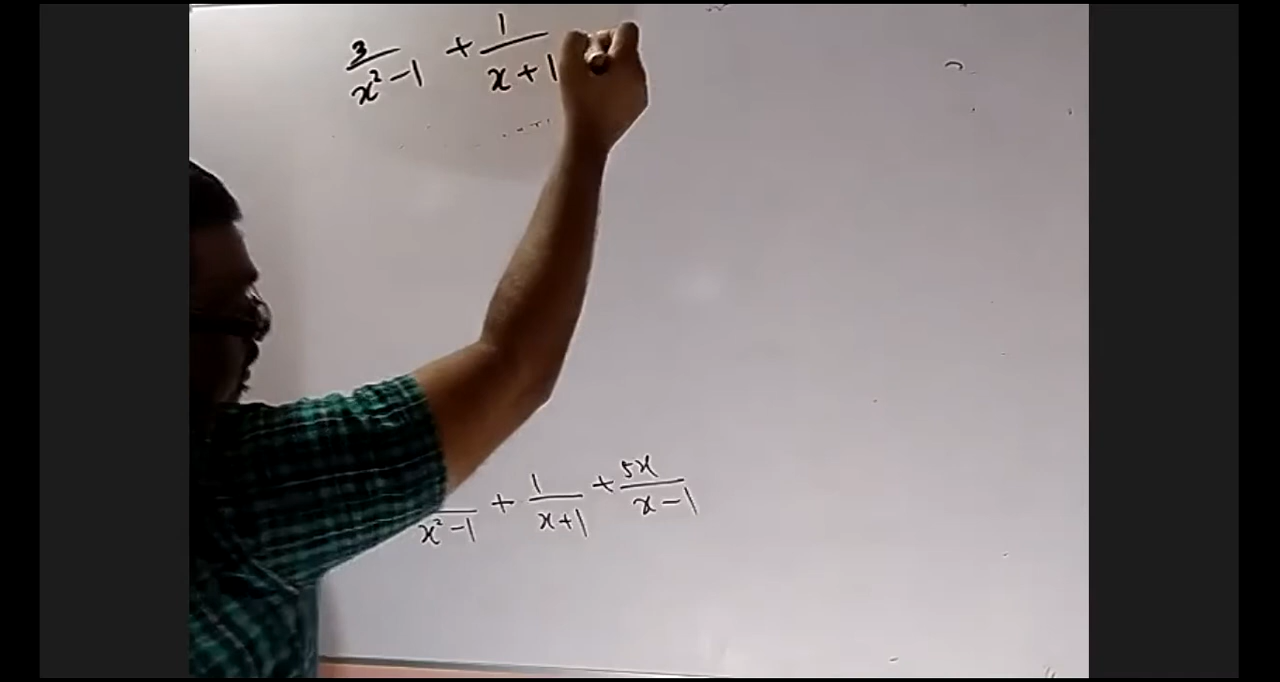 3/(x²-1) + 1/(x+1)
/(x²-1) + 1/(x+1) + 5x/(x-1)